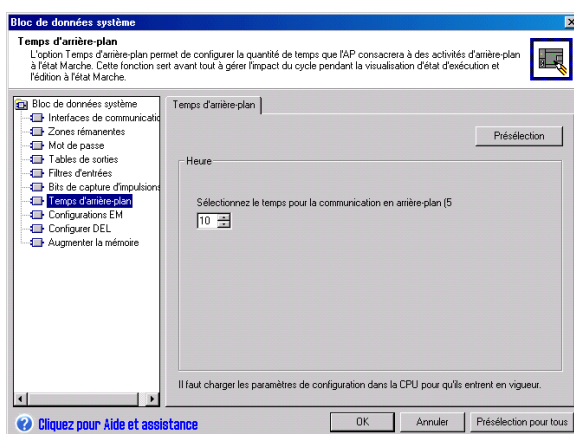 Bloc de données système
Temps d'arrière-plan
L'option Temps d'arrière-plan permet de configurer la quantité de temps que l'AP consacrera à des activités d'arrière-plan
à l'état Marche. Cette fonction sert avant tout à gérer l'impact du cycle pendant la visualisation d'état d'exécution et
l'édition à l'état Marche.
Bloc de données système
Interfaces de communicatic
Zones rémanentes
Mot de passe
Tables de sorties
Filtres d'entrées
Bits de capture d'impulsions
Temps d'arrière-plan
Configurations EM
Configurer DEL
Augmenter la mémoire
Temps d'arrière-plan
Présélection
Heure
Sélectionnez le temps pour la communication en arrière-plan (5
10
Il faut charger les paramètres de configuration dans la CPU pour qu'ils entrent en vigueur.
Cliquez pour Aide et assistance
OK
Annuler
Présélection pour tous